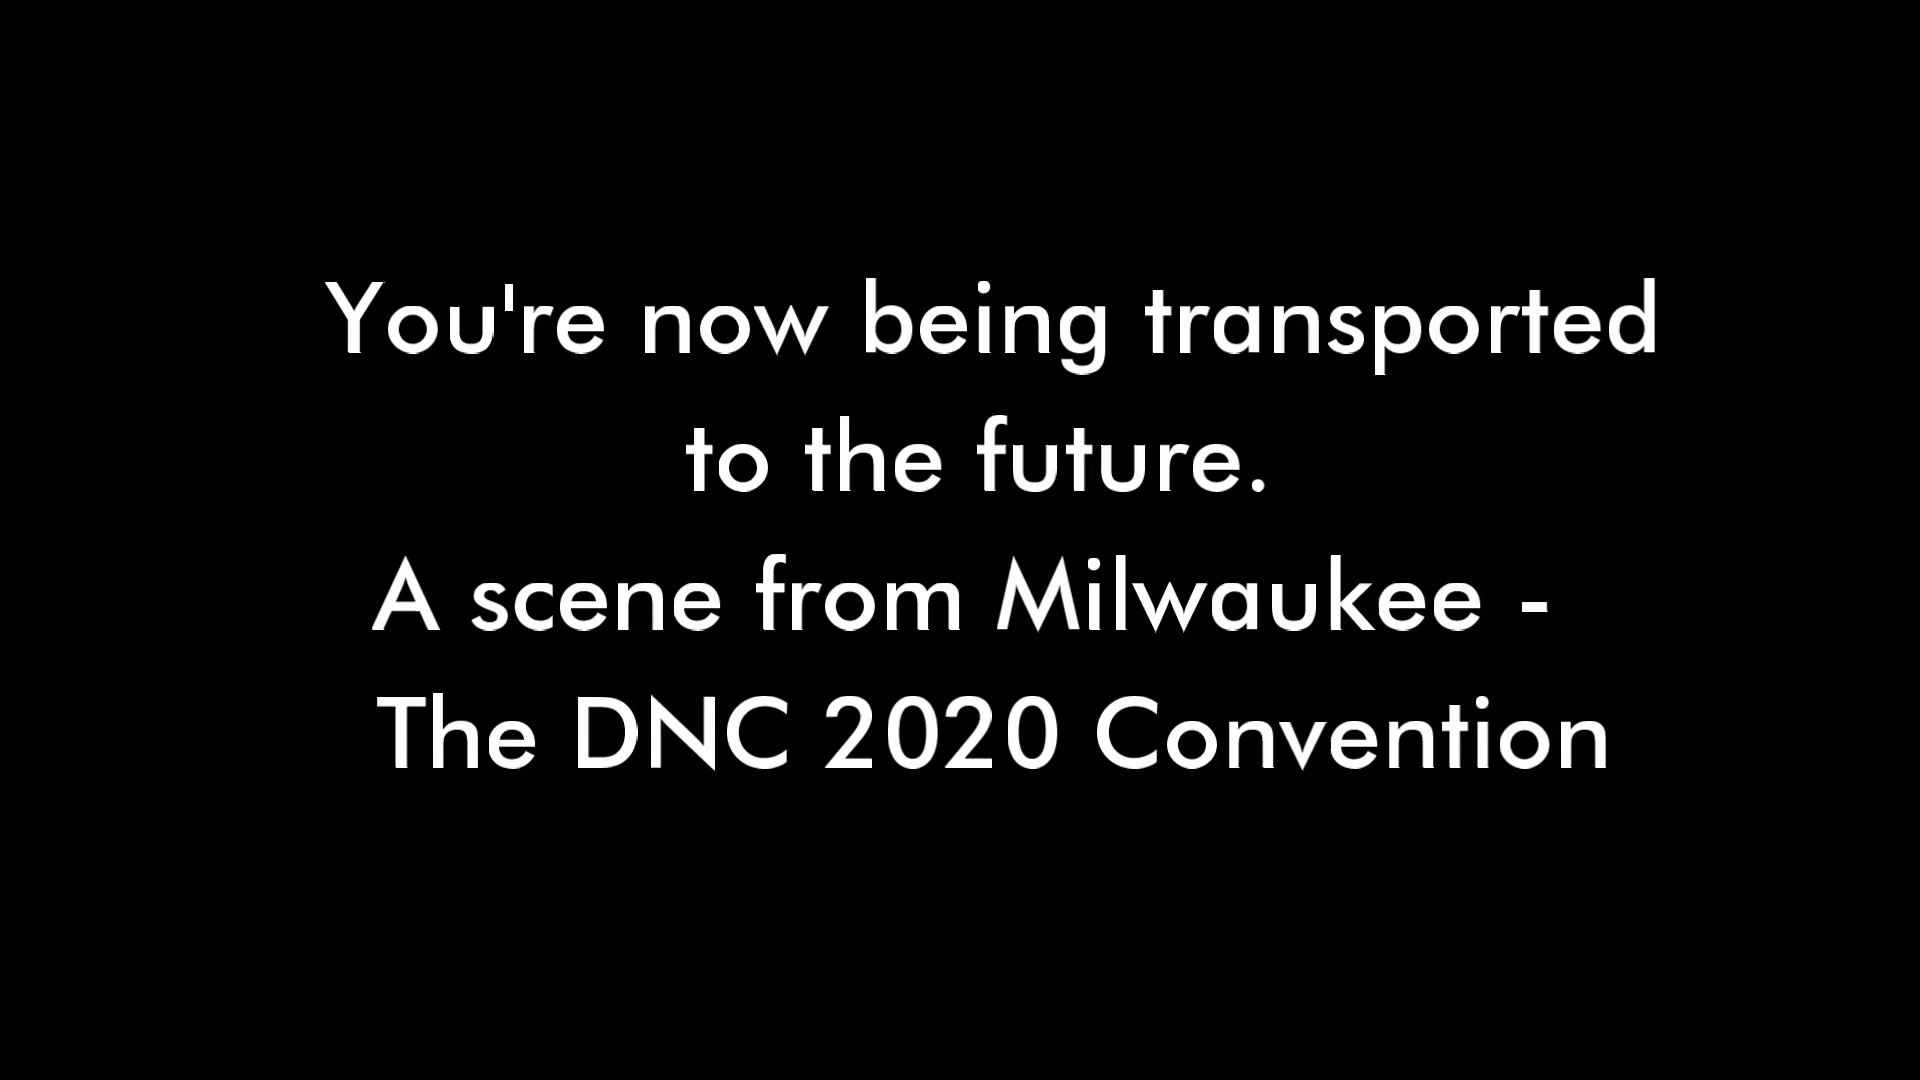 You're now being transported
to the future.
A scene from Milwaukee -
The DNC 2020 Convention